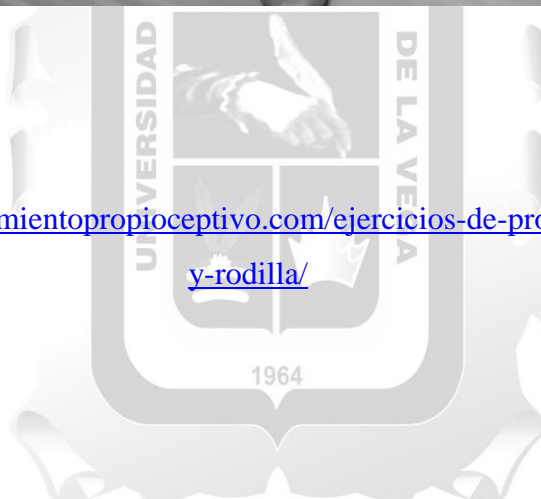 UNIVERSIDAD
DE LA VEGA
mientopropioceptivo.com/ejercicios-de-pro
y-rodilla/
1964